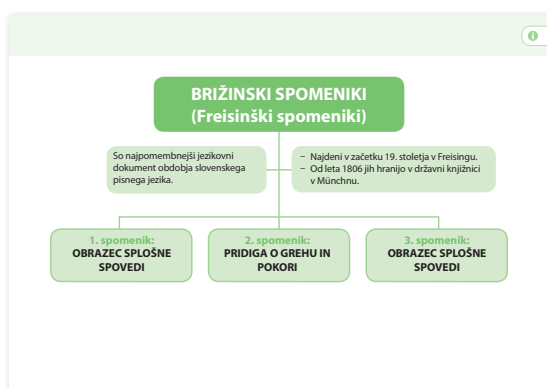 BRIŽINSKI SPOMENIKI
(Freisinški spomeniki)
So najpomembnejši jezikovni
dokument obdobja slovenskega
pisnega jezika.
– Najdeni v začetku 19. stoletja v Freisingu.
– Od leta 1806 jih hranijo v državni knjižnici
v Münchnu.
1. spomenik:
OBRAZEC SPLOŠNE
SPOVEDI
2. spomenik:
PRIDIGA O GREHU IN
POKORI
3. spomenik:
OBRAZEC SPLOŠNE
SPOVEDI